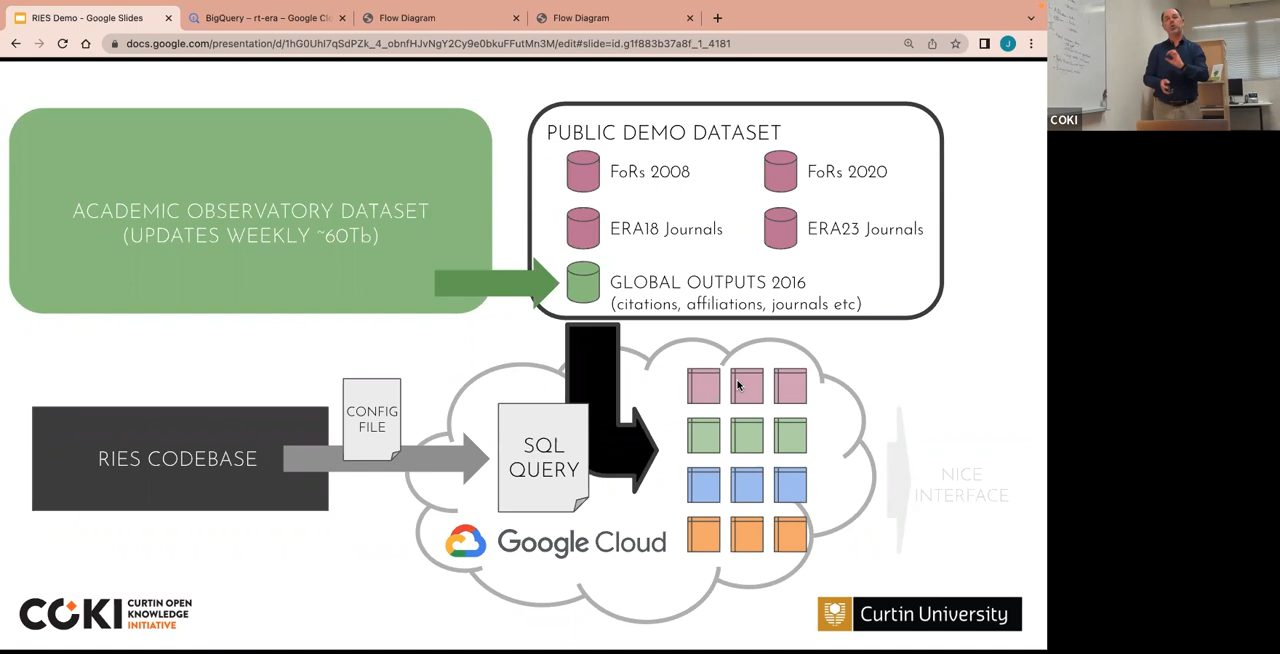 RIES Demo - Google Slides
BigQuery – rt-era – Google Clo
Flow Diagram
Flow Diagram
docs.google.com/presentation/d/1hG0Uhl7qSdPZk_4_obnfHJvNgY2Cy9e0bkuFFutMn3M/edit#slide=id.g1f883b37a8f_1_4181
J
COKI
PUBLIC DEMO DATASET
FoRs 2008
FoRs 2020
ACADEMIC OBSERVATORY DATASET
(UPDATES WEEKLY ~60Tb)
ERA18 Journals
ERA23 Journals
GLOBAL OUTPUTS 2016
(citations, affiliations, journals etc)
CONFIG
FILE
RIES CODEBASE
SQL
QUERY
NICE
INTERFACE
Google Cloud
COKI
CURTIN OPEN
KNOWLEDGE
INITIATIVE
Curtin University